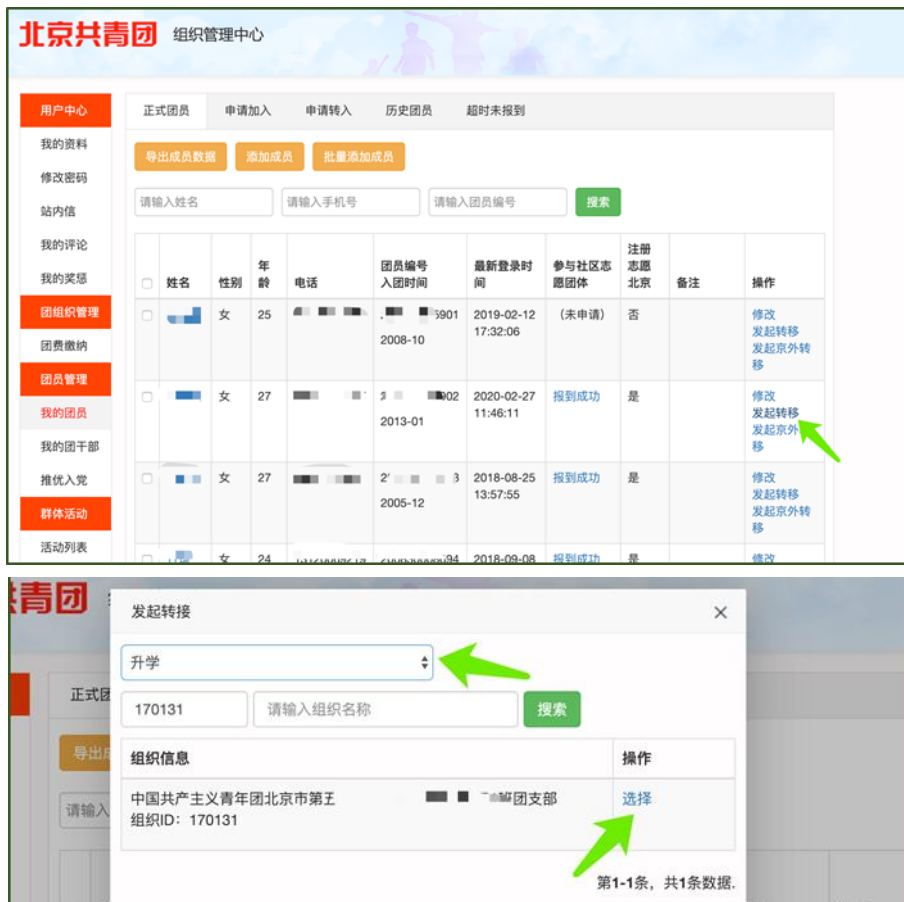 北京共青团 组织管理中心
用户中心
我的资料
修改密码
站内信
我的评论
我的奖惩
团组织管理
团费缴纳
团员管理
我的团员
我的团干部
推优入党
群体活动
活动列表
正式团员 申请加入 申请转入 历史团员 超时未报到
导出成员数据 添加成员 批量添加成员
请输入姓名 请输入手机号 请输入团员编号 搜索
姓名 性别 年龄 电话 团员编号 入团时间 最新登录时间 参与社区志愿团体 注册志愿北京 备注 操作
女 25 5901 2019-02-12 (未申请) 否 修改
2008-10 17:32:06 发起转移
发起京外转
移
女 27 902 2020-02-27 报到成功 是 修改
2013-01 11:46:11 发起转移
发起京外
移
女 27 2 3 2018-08-25 报到成功 是 修改
2005-12 13:57:55 发起转移
发起京外转
移
女 24 2018-09-08 报到成功 是 修改
共青团
发起转接 ×
升学
正式团
170131 请输入组织名称 搜索
导出
组织信息 操作
请输入
中国共产主义青年团北京市第五 班团支部 选择
组织ID: 170131
第1-1条, 共1条数据.